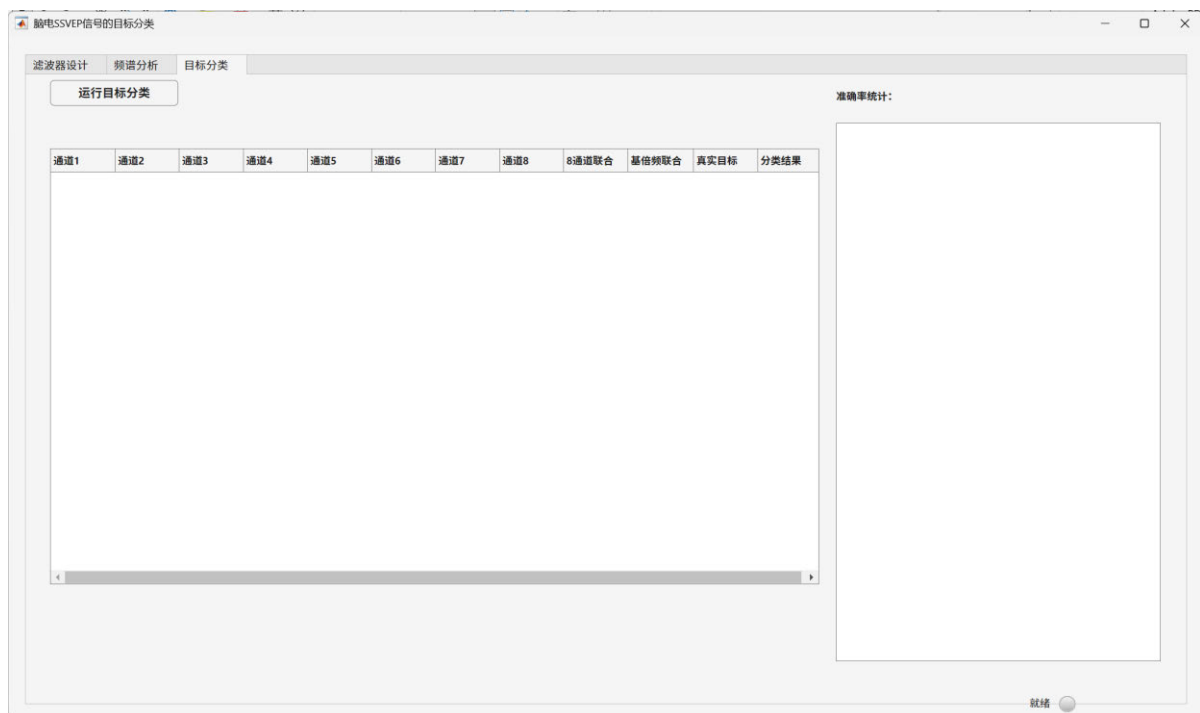 脑电SSVEP信号的目标分类
滤波器设计 频谱分析 目标分类
运行目标分类
准确率统计:
通道1 通道2 通道3 通道4 通道5 通道6 通道7 通道8 8通道联合 基倍频联合 真实目标 分类结果
就绪